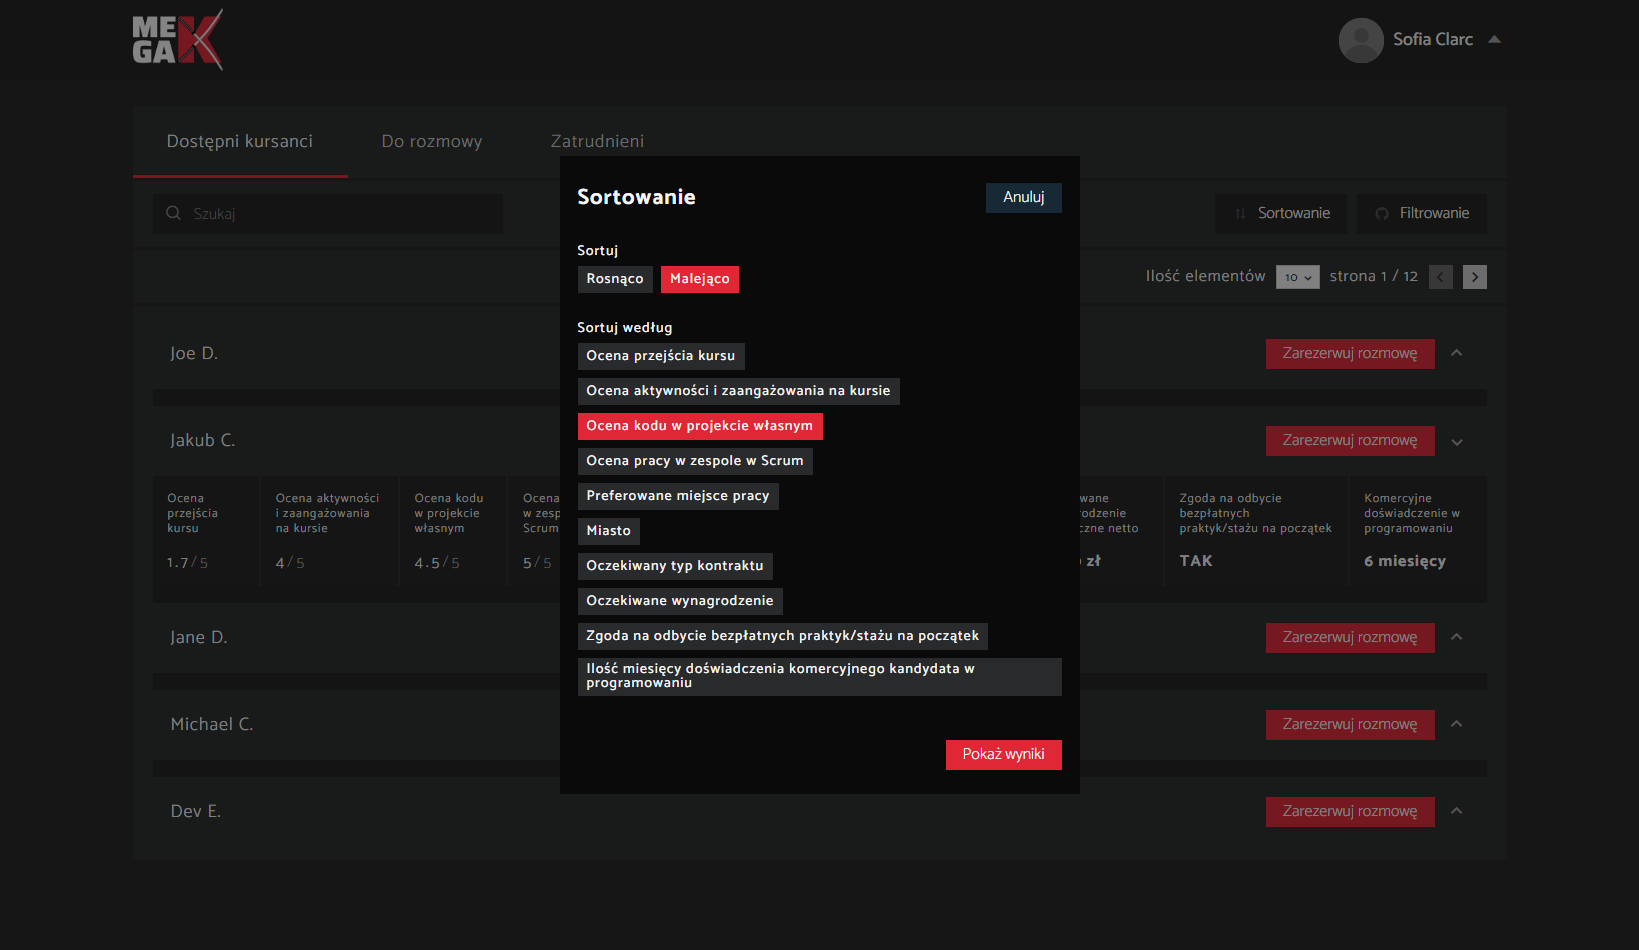 MEGAK
Sofia Clarc
Dostępni kursanci
Do rozmowy
Zatrudnieni
Szukaj
Sortowanie
Filtrowanie
Ilość elementów 10 strona 1 / 12
Sortowanie
Anuluj
Sortuj
Rosnąco
Malejąco
Sortuj według
Ocena przejścia kursu
Ocena aktywności i zaangażowania na kursie
Ocena kodu w projekcie własnym
Ocena pracy w zespole w Scrum
Preferowane miejsce pracy
Miasto
Oczekiwany typ kontraktu
Oczekiwane wynagrodzenie
Zgoda na odbycie bezpłatnych praktyk/stażu na początek
Ilość miesięcy doświadczenia komercyjnego kandydata w
programowaniu
Pokaż wyniki
Joe D.
Zarezerwuj rozmowę
Jakub C.
Zarezerwuj rozmowę
Ocena
przejścia
kursu
1.7/5
Ocena aktywności
i zaangażowania
na kursie
4/5
Ocena kodu
w projekcie
własnym
4.5/5
Ocena
w zesp
Scrum
5/5
wane
odzenie
czne netto
zł
Zgoda na odbycie
bezpłatnych
praktyk/stażu na początek
TAK
Komercyjne
doświadczenie w
programowaniu
6 miesięcy
Jane D.
Zarezerwuj rozmowę
Michael C.
Zarezerwuj rozmowę
Dev E.
Zarezerwuj rozmowę